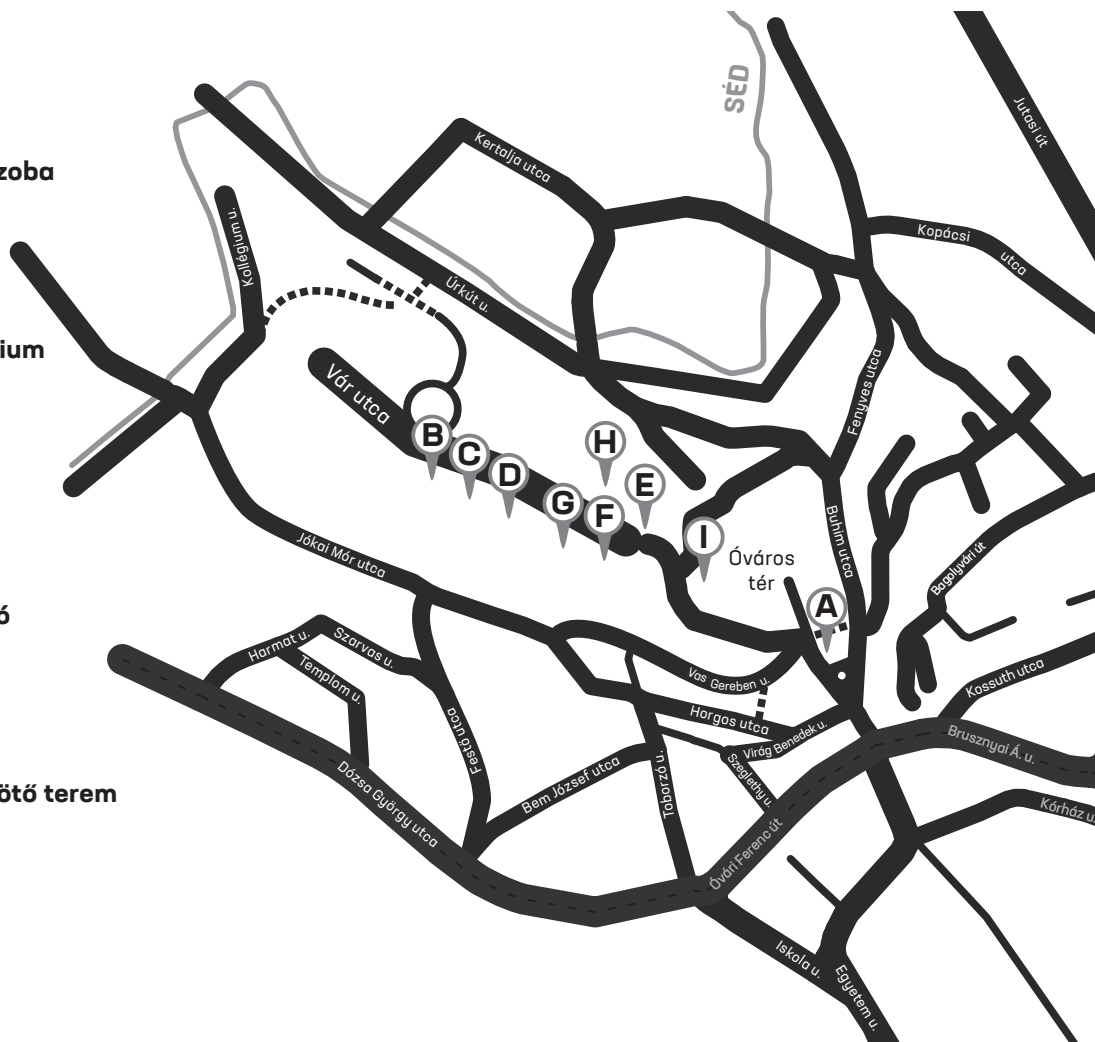 SÉD
Jutasi út
Kertalja utca
zoba
Kollégium u.
Kopácsi
utca
Úrkút u.
ium
Vár utca
Fenyves utca
B
C
H
D
E
G
F
I
Buhim utca
Óváros
tér
Jókai Mór utca
Bagolyvári út
A
ó
Harmat u.
Szarvas u.
Templom u.
Vas Gereben u.
Kossuth utca
Horgos utca
Virág Benedek u.
Festő utca
Brusznyai Á. u.
Szeglethy u.
Toborzó u.
Bem József utca
Dózsa György utca
ötő terem
Kórház u.
Óvári Ferenc út
Iskola u.
Egyetem u.